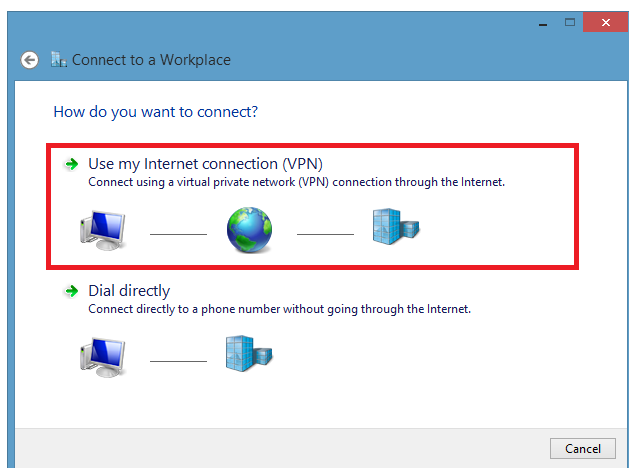 Connect to a Workplace
How do you want to connect?
Use my Internet connection (VPN)
Connect using a virtual private network (VPN) connection through the Internet.
Dial directly
Connect directly to a phone number without going through the Internet.
Cancel